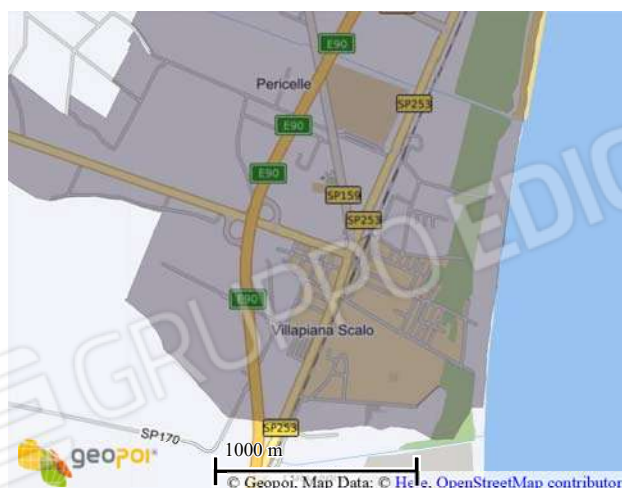 E90
Pericelle
SP253
E90
E90
SP159
SP253
E90
Villapiana Scalo
SP253
SP170
geopoi
1000 m
© Geopoi, Map Data: © Here, OpenStreetMap contributor
GRUPPO EDIC